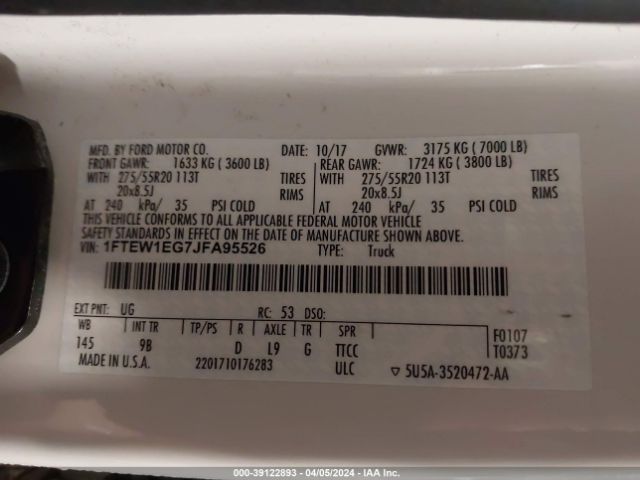 MFD. BY FORD MOTOR CO. DATE: 10/17 GVWR: 3175 KG ( 7000 LB)
FRONT GAWR: 1633 KG ( 3600 LB) REAR GAWR: 1724 KG ( 3800 LB)
WITH 275/55R20 113T TIRES WITH 275/55R20 113T TIRES
20x8.5J RIMS 20x8.5J RIMS
AT 240 kPa/ 35 PSI COLD AT 240 kPa/ 35 PSI COLD
THIS VEHICLE CONFORMS TO ALL APPLICABLE FEDERAL MOTOR VEHICLE
SAFETY STANDARDS IN EFFECT ON THE DATE OF MANUFACTURE SHOWN ABOVE.
VIN: 1FTEW1EG7JFA95526 TYPE: Truck
EXT PNT: UG RC: 53 DSO:
WB INT TR TP/PS R AXLE TR SPR F0107
145 9B D L9 G TTCC T0373
MADE IN U.S.A. 2201710176283 ULC ▽ 5U5A-3520472-AA
000-39122893 - 04/05/2024 - IAAI.com